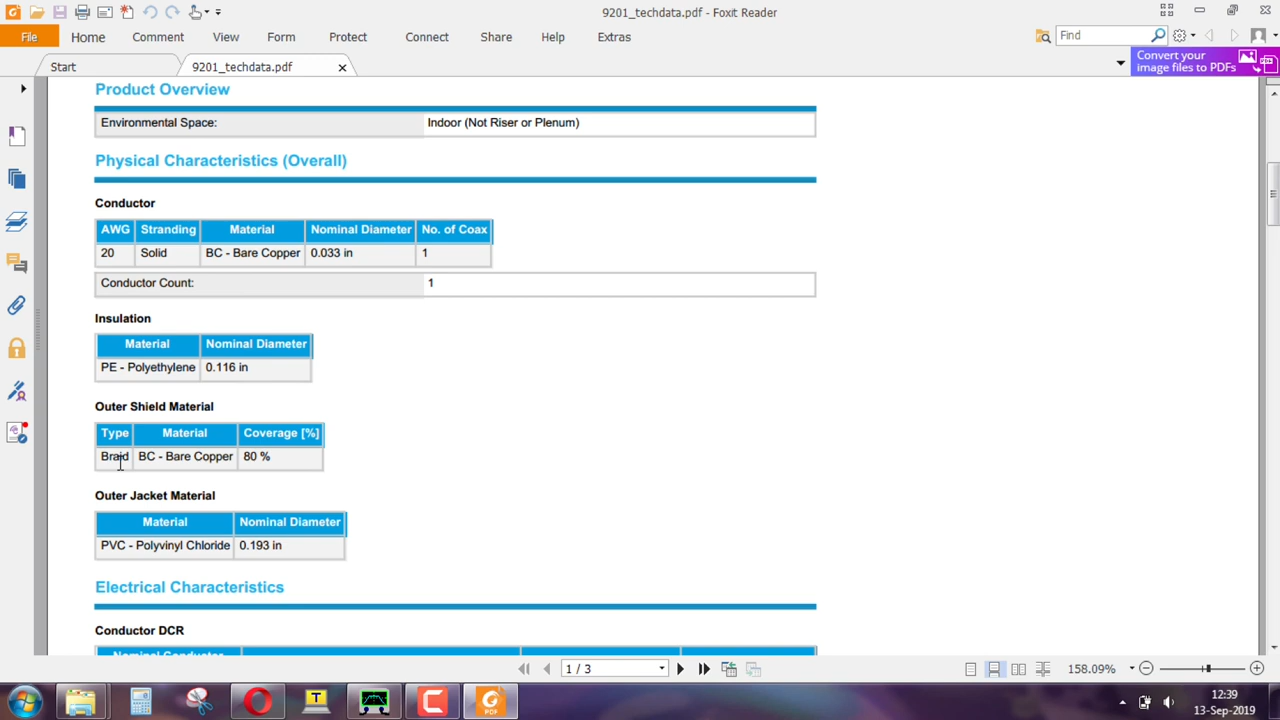 9201_techdata.pdf - Foxit Reader
File Home Comment View Form Protect Connect Share Help Extras
Find
Start
9201_techdata.pdf
Convert your
image files to PDFs
Product Overview
Environmental Space: Indoor (Not Riser or Plenum)
Physical Characteristics (Overall)
Conductor
AWG Stranding Material Nominal Diameter No. of Coax
20 Solid BC - Bare Copper 0.033 in 1
Conductor Count: 1
Insulation
Material Nominal Diameter
PE - Polyethylene 0.116 in
Outer Shield Material
Type Material Coverage [%]
Braid BC - Bare Copper 80 %
Outer Jacket Material
Material Nominal Diameter
PVC - Polyvinyl Chloride 0.193 in
Electrical Characteristics
Conductor DCR
Nominal Conductor
1 / 3
158.09%
12:39
13-Sep-2019